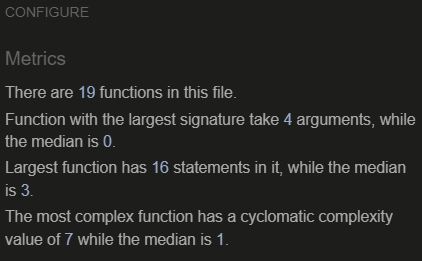 CONFIGURE
Metrics
There are 19 functions in this file.
Function with the largest signature take 4 arguments, while
the median is 0.
Largest function has 16 statements in it, while the median
is 3.
The most complex function has a cyclomatic complexity
value of 7 while the median is 1.